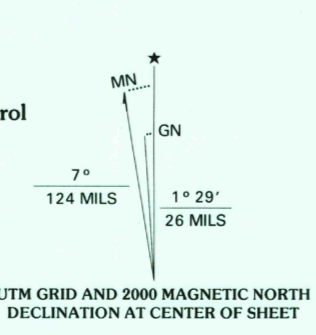 ★
MN
rol
GN
7°
124 MILS
1° 29′
26 MILS
UTM GRID AND 2000 MAGNETIC NORTH
DECLINATION AT CENTER OF SHEET